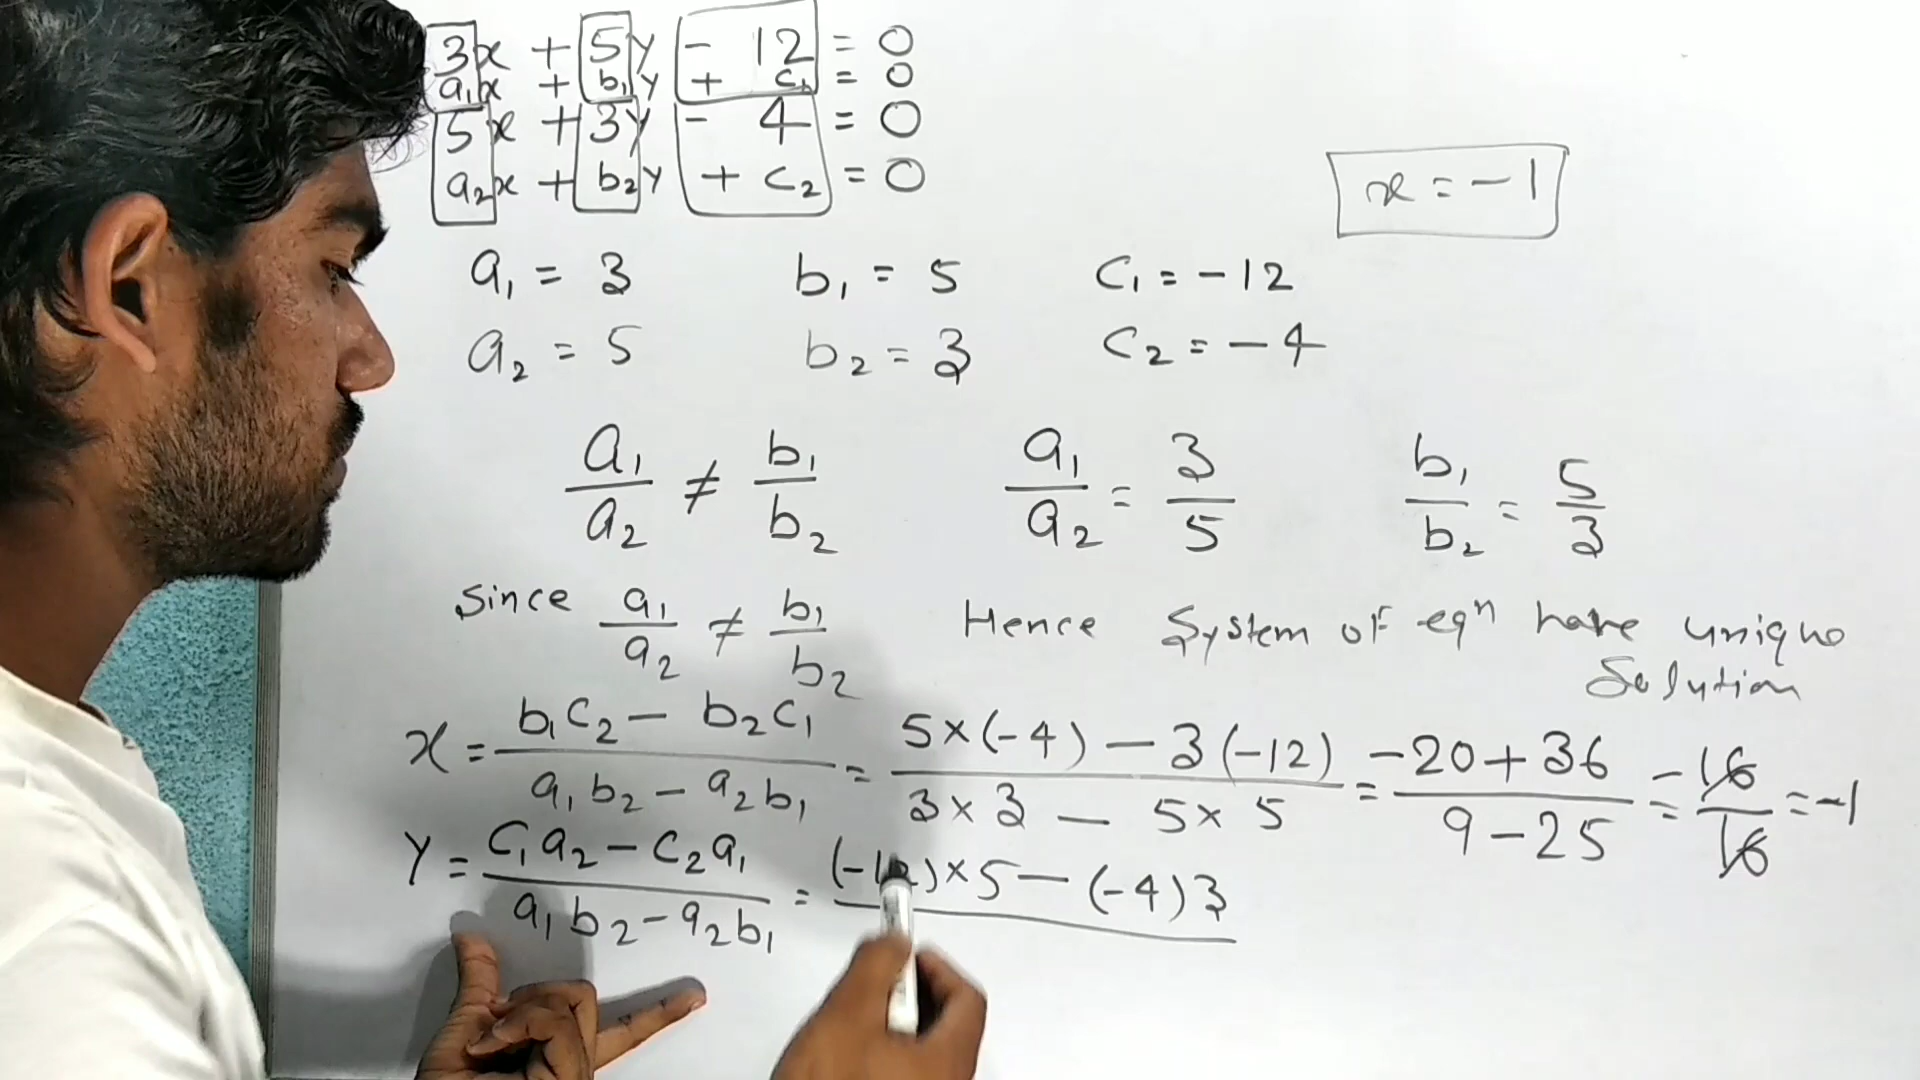 3x + 5y - 12 = 0
a₁x + b₁y + c₁ = 0
5x + 3y - 4 = 0
a₂x + b₂y + c₂ = 0
x = -1
a₁ = 3 b₁ = 5 c₁ = -12
a₂ = 5 b₂ = 3 c₂ = -4
a₁/a₂ ≠ b₁/b₂ a₁/a₂ = 3/5 b₁/b₂ = 5/3
Since a₁/a₂ ≠ b₁/b₂ Hence System of eqⁿ have unique
Solution
x = (b₁c₂ - b₂c₁)/(a₁b₂ - a₂b₁) = (5×(-4) - 3(-12))/(3×3 - 5×5) = (-20+36)/(9-25) = -16/16 = -1
y = (c₁a₂ - c₂a₁)/(a₁b₂ - a₂b₁) = (-12)×5 - (-4)3